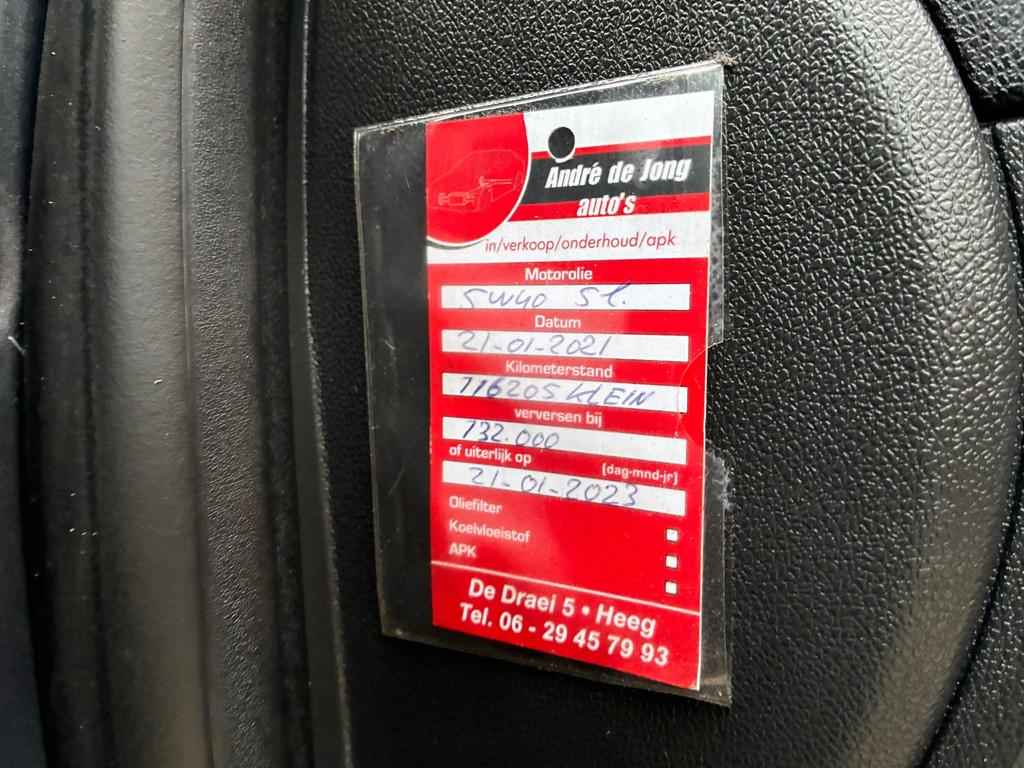 André de Jong
auto's
in/verkoop/onderhoud/apk
Motorolie
5W40 5l.
Datum
21-01-2021
Kilometerstand
116205 KLEIN
verversen bij
132.000
of uiterlijk op (dag-mnd-jr)
21-01-2023
Oliefilter
Koelvloeistof
APK
De Draei 5 • Heeg
Tel. 06 - 29 45 79 93